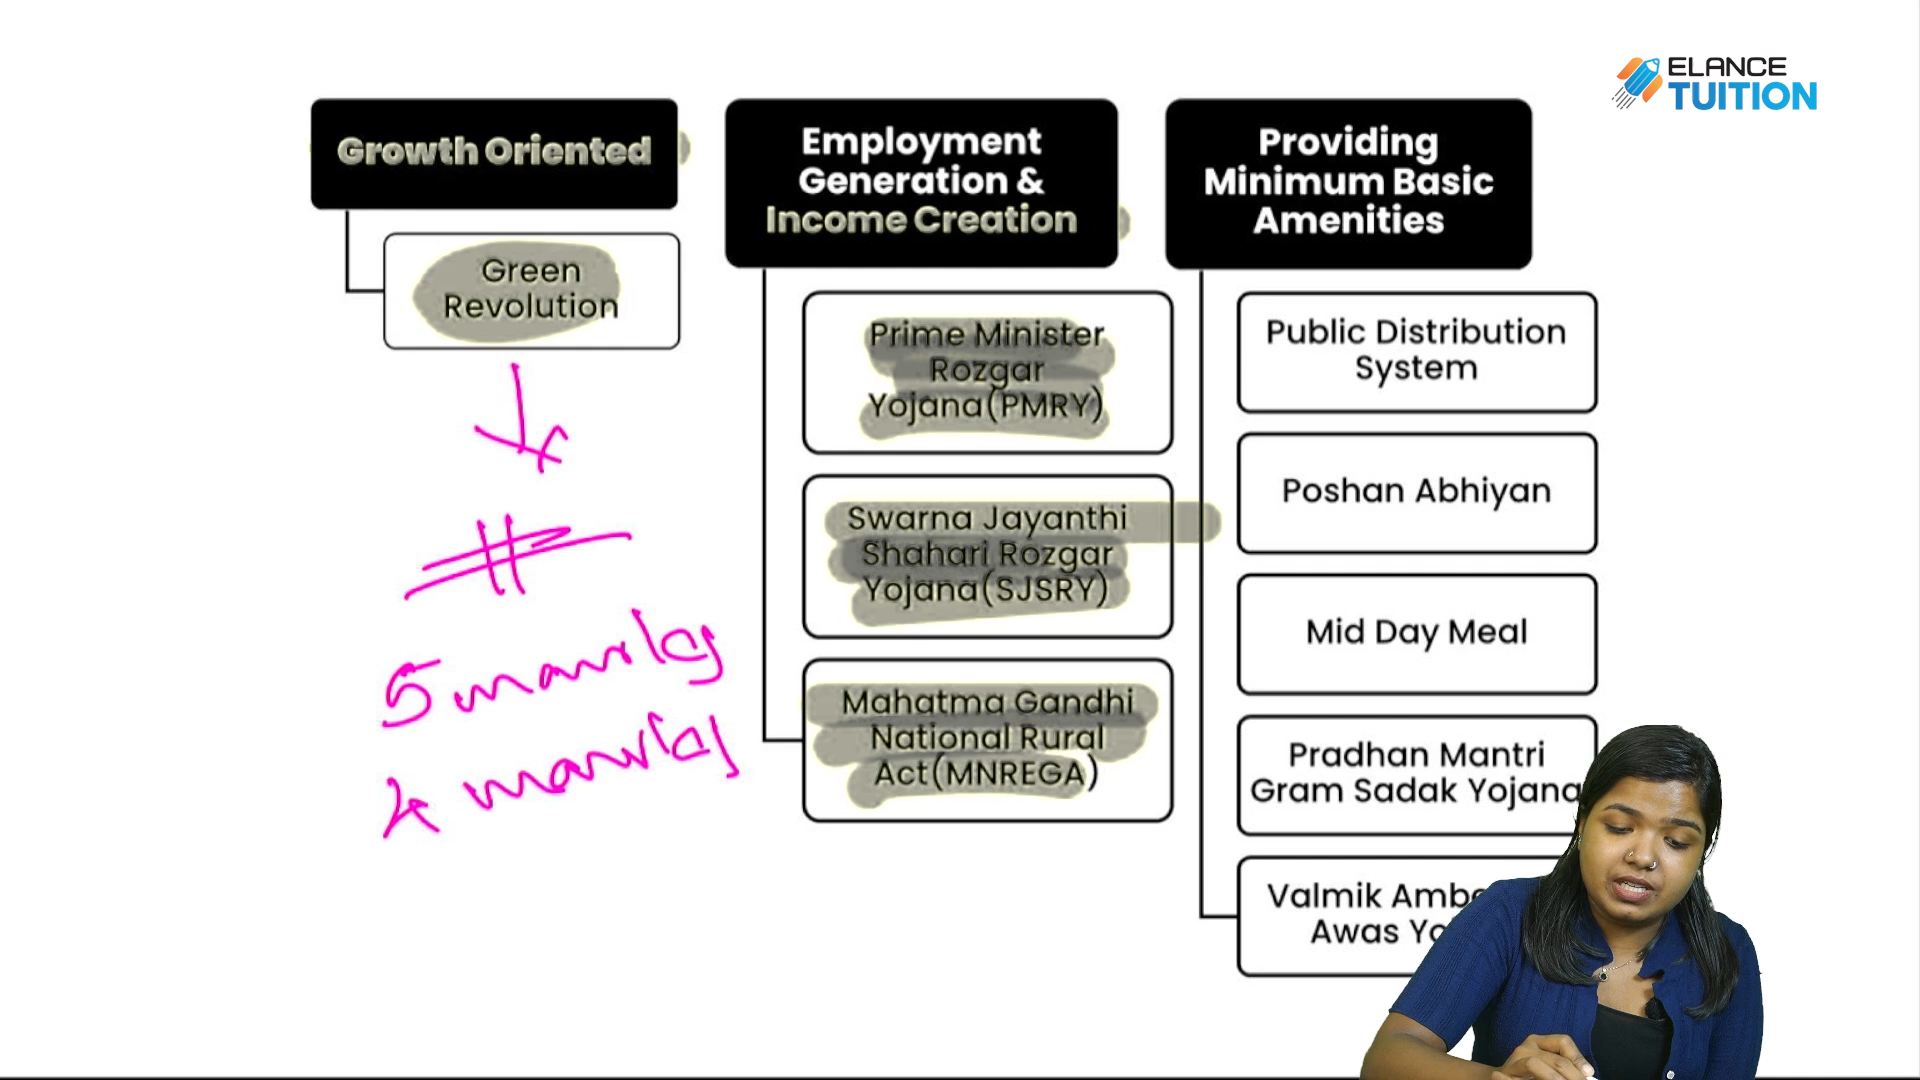 ELANCE
TUITION
Growth Oriented
Green
Revolution
5 marks
4 marks
Employment
Generation &
Income Creation
Prime Minister
Rozgar
Yojana(PMRY)
Swarna Jayanthi
Shahari Rozgar
Yojana(SJSRY)
Mahatma Gandhi
National Rural
Act(MNREGA)
Providing
Minimum Basic
Amenities
Public Distribution
System
Poshan Abhiyan
Mid Day Meal
Pradhan Mantri
Gram Sadak Yojana
Valmik
Awas